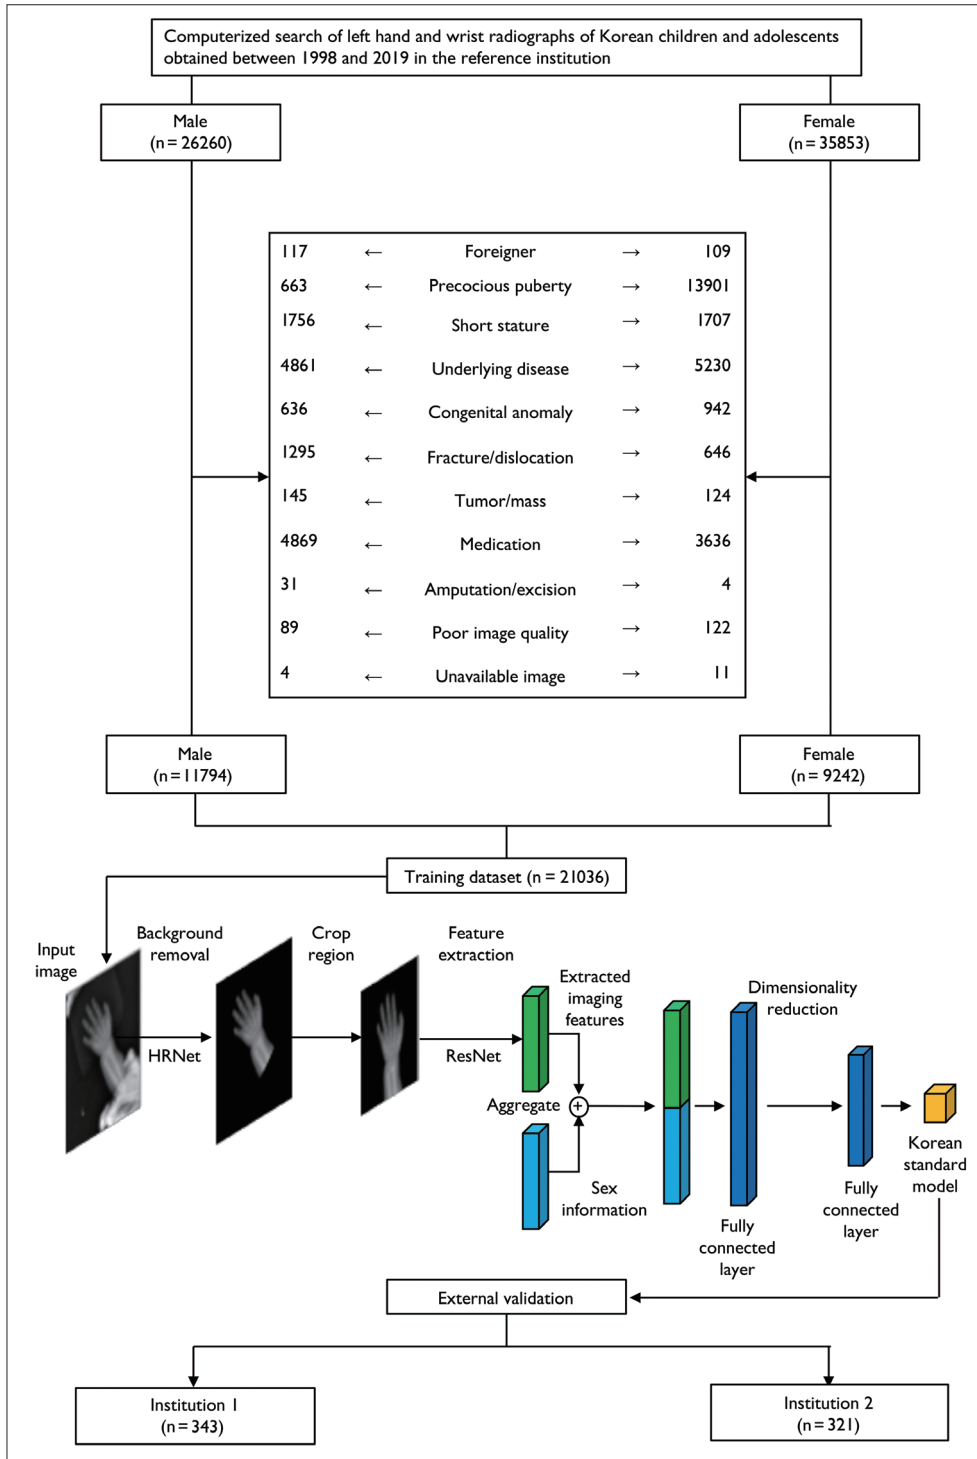 Computerized search of left hand and wrist radiographs of Korean children and adolescents
obtained between 1998 and 2019 in the reference institution
Male
(n = 26260)
Female
(n = 35853)
117 ← Foreigner → 109
663 ← Precocious puberty → 13901
1756 ← Short stature → 1707
4861 ← Underlying disease → 5230
636 ← Congenital anomaly → 942
1295 ← Fracture/dislocation → 646
145 ← Tumor/mass → 124
4869 ← Medication → 3636
31 ← Amputation/excision → 4
89 ← Poor image quality → 122
4 ← Unavailable image → 11
Male
(n = 11794)
Female
(n = 9242)
Training dataset (n = 21036)
Input
image
Background
removal
HRNet
Crop
region
Feature
extraction
ResNet
Extracted
imaging
features
Aggregate
+
Sex
information
Dimensionality
reduction
Fully
connected
layer
Fully
connected
layer
Korean
standard
model
External validation
Institution 1
(n = 343)
Institution 2
(n = 321)